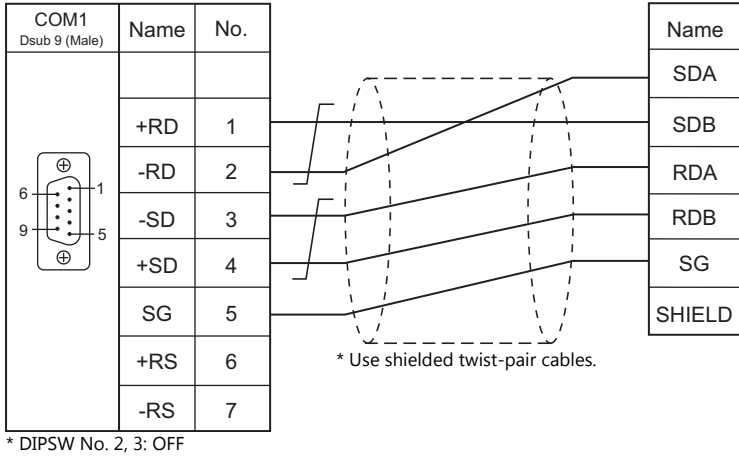 COM1 Name No. Name
Dsub 9 (Male)
SDA
+RD 1 SDB
-RD 2 RDA
6 1
-SD 3 RDB
9 5
+SD 4 SG
SG 5 SHIELD
+RS 6 * Use shielded twist-pair cables.
-RS 7
* DIPSW No. 2, 3: OFF